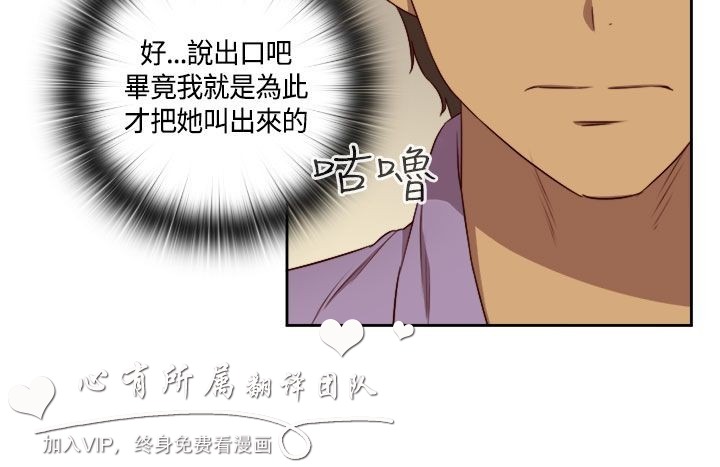 好...說出口吧
畢竟我就是為此
才把她叫出來的
咕嚕
心有所属翻译团队
加入VIP，终身免费看漫画